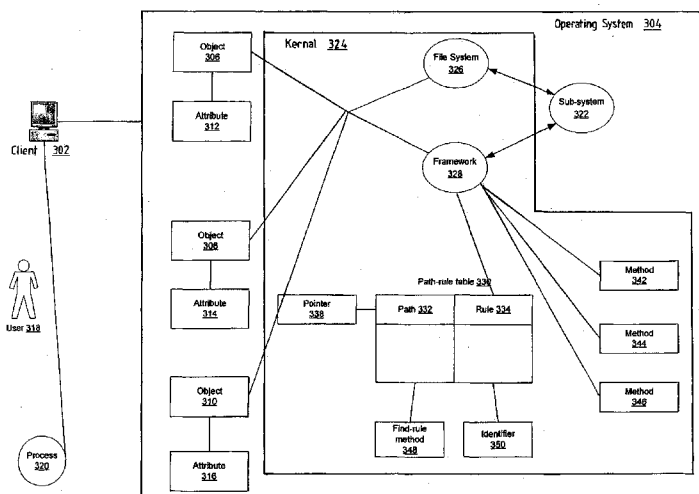 Operating System 304
Kernal 324
Object
306
Attribute
312
File System
326
Sub-system
322
Client 302
Framework
328
Object
308
Attribute
314
Path-rule table 330
Pointer
338
Path 332
Rule 334
Method
342
Method
344
Method
346
User 318
Object
310
Attribute
316
Find-rule
method
348
Identifier
350
Process
320